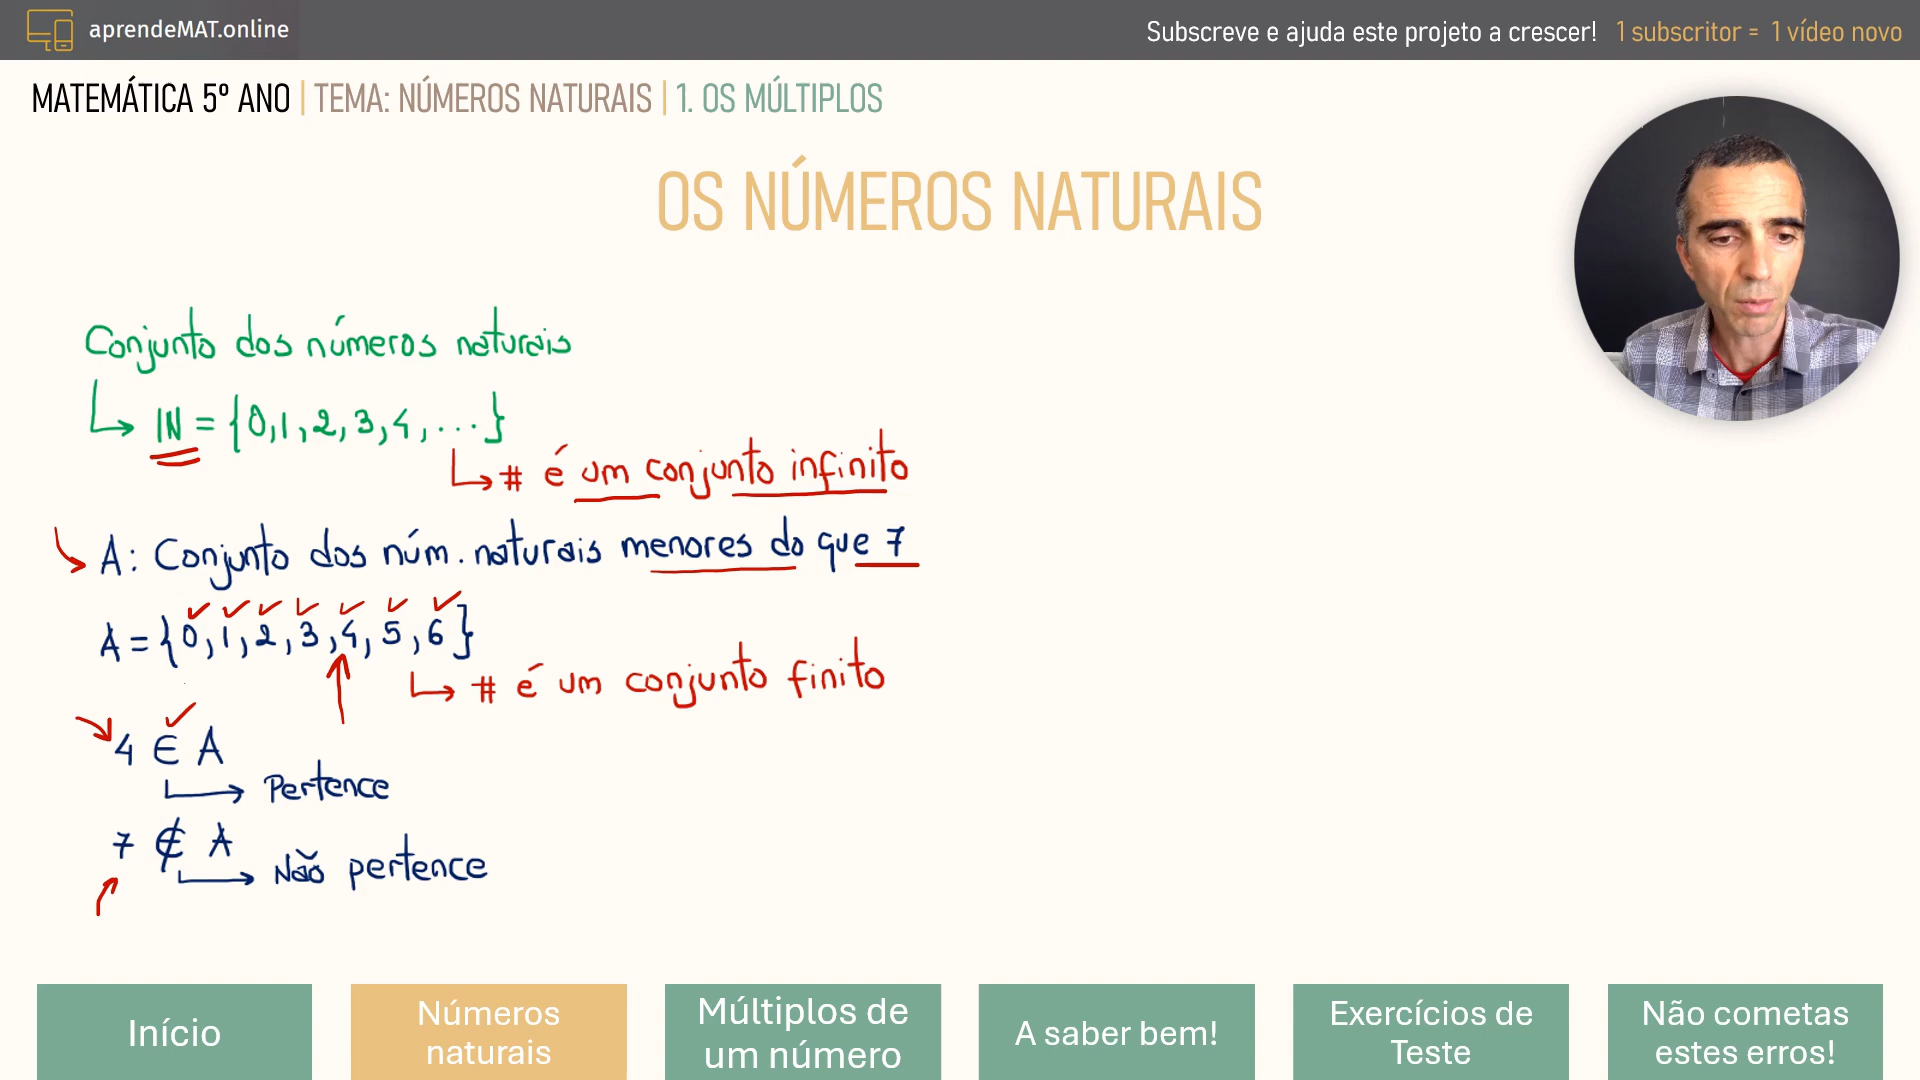 aprendeMAT.online
Subscreve e ajuda este projeto a crescer! 1 subscritor = 1 vídeo novo
MATEMÁTICA 5º ANO | TEMA: NÚMEROS NATURAIS | 1. OS MÚLTIPLOS
OS NÚMEROS NATURAIS
Conjunto dos números naturais
↳ IN = {0,1,2,3,4,...}
↳ # é um conjunto infinito
A: Conjunto dos núm. naturais menores do que 7
A = {0,1,2,3,4,5,6}
↳ # é um conjunto finito
4 ∈ A
Pertence
7 ∉ A
Não pertence
Início
Números
naturais
Múltiplos de
um número
A saber bem!
Exercícios de
Teste
Não cometas
estes erros!